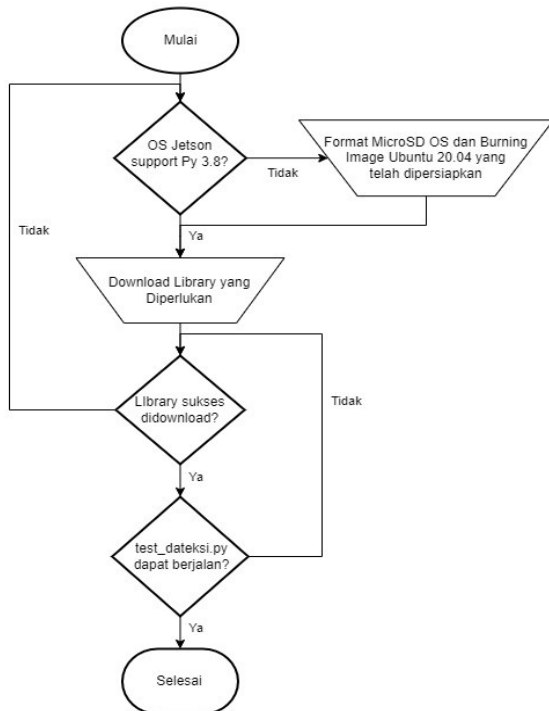 Mulai
OS Jetson
support Py 3.8?
Tidak
Format MicroSD OS dan Burning
Image Ubuntu 20.04 yang
telah dipersiapkan
Tidak
Ya
Download Library yang
Diperlukan
LIbrary sukses
didownload?
Tidak
Ya
test_dateksi.py
dapat berjalan?
Ya
Selesai